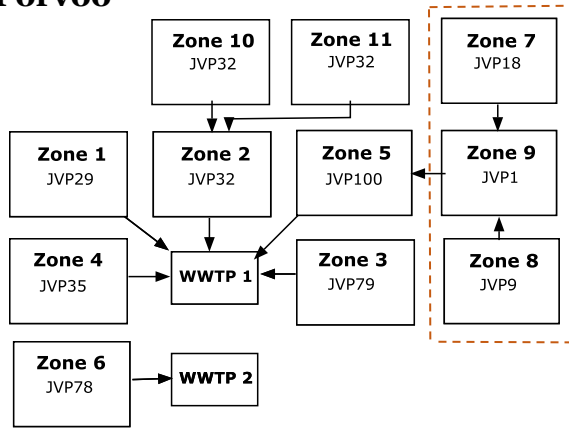 Porvoo
Zone 10
JVP32
Zone 11
JVP32
Zone 7
JVP18
Zone 1
JVP29
Zone 2
JVP32
Zone 5
JVP100
Zone 9
JVP1
Zone 4
JVP35
WWTP 1
Zone 3
JVP79
Zone 8
JVP9
Zone 6
JVP78
WWTP 2